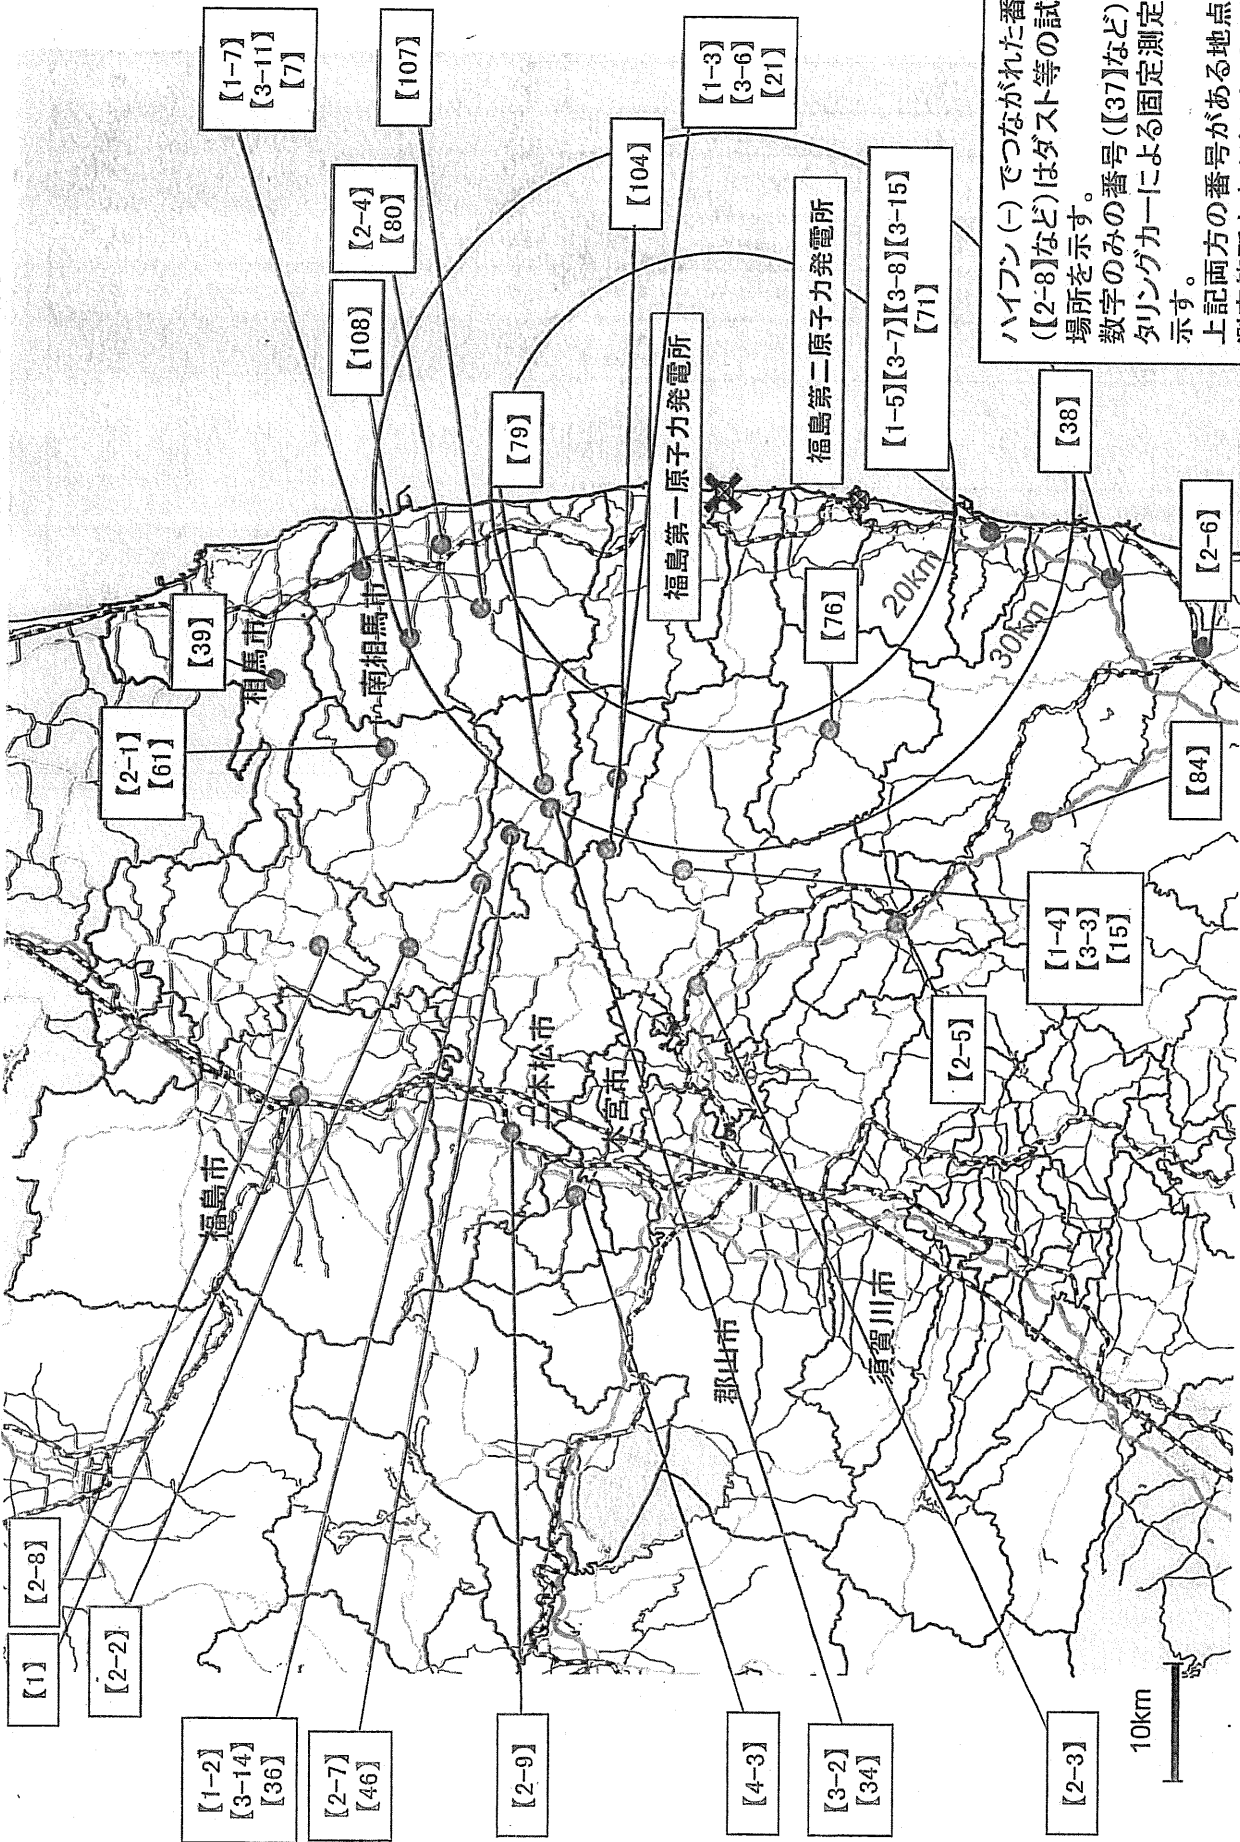 【1-7】
【3-11】
【7】
【107】
【2-4】
【80】
【108】
【1-3】
【3-6】
【21】
【104】
【79】
福島第一原子力発電所
福島第二原子力発電所
【1-5】【3-7】【3-8】【3-15】
【71】
【38】
【2-6】
【39】
相馬市
南相馬市
【2-1】
【61】
【76】
20km
30km
【84】
【1-4】
【3-3】
【15】
【2-5】
福島市
二本松市
本宮市
郡山市
須賀川市
【1】
【2-8】
【2-2】
【1-2】
【3-14】
【36】
【2-7】
【46】
【2-9】
【4-3】
【3-2】
【34】
【2-3】
10km
ハイフン(-)でつながれた番
(【2-8】など)はダスト等の試
場所を示す。
数字のみの番号(【37】など)
タリングカーによる固定測定
示す。
上記両方の番号がある地点